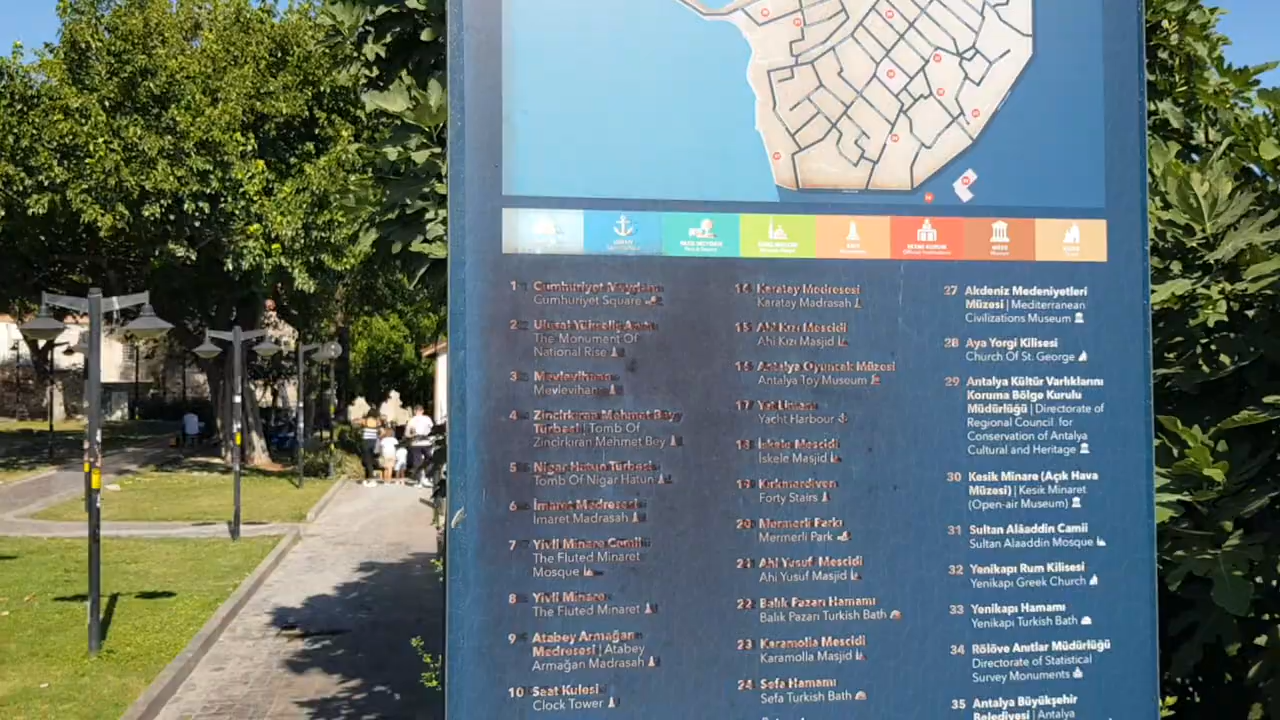 1 Cumhuriyet Meydanı
Cumhuriyet Square
2 Ulusal Yükseliş Anıtı
The Monument Of
National Rise
3 Mevlevihane
Mevlevihane
4 Zincirkıran Mehmet Bey
Türbesi | Tomb Of
Zincirkıran Mehmet Bey
5 Nigar Hatun Türbesi
Tomb Of Nigar Hatun
6 İmaret Medresesi
İmaret Madrasah
7 Yivli Minare Camii
The Fluted Minaret
Mosque
8 Yivli Minare
The Fluted Minaret
9 Atabey Armağan
Medresesi | Atabey
Armağan Madrasah
10 Saat Kulesi
Clock Tower
14 Karatay Medresesi
Karatay Madrasah
15 Ahi Kızı Mescidi
Ahi Kızı Masjid
16 Antalya Oyuncak Müzesi
Antalya Toy Museum
17 Yat Limanı
Yacht Harbour
18 İskele Mescidi
İskele Masjid
19 Kırkmerdiven
Forty Stairs
20 Mermerli Parkı
Mermerli Park
21 Ahi Yusuf Mescidi
Ahi Yusuf Masjid
22 Balık Pazarı Hamamı
Balık Pazarı Turkish Bath
23 Karamolla Mescidi
Karamolla Masjid
24 Sefa Hamamı
Sefa Turkish Bath
27 Akdeniz Medeniyetleri
Müzesi | Mediterranean
Civilizations Museum
28 Aya Yorgi Kilisesi
Church Of St. George
29 Antalya Kültür Varlıklarını
Koruma Bölge Kurulu
Müdürlüğü | Directorate of
Regional Council for
Conservation of Antalya
Cultural and Heritage
30 Kesik Minare (Açık Hava
Müzesi) | Kesik Minaret
(Open-air Museum)
31 Sultan Alâaddin Camii
Sultan Alaaddin Mosque
32 Yenikapı Rum Kilisesi
Yenikapı Greek Church
33 Yenikapı Hamamı
Yenikapı Turkish Bath
34 Rölöve Anıtlar Müdürlüğü
Directorate of Statistical
Survey Monuments
35 Antalya Büyükşehir
Belediyesi | Antalya